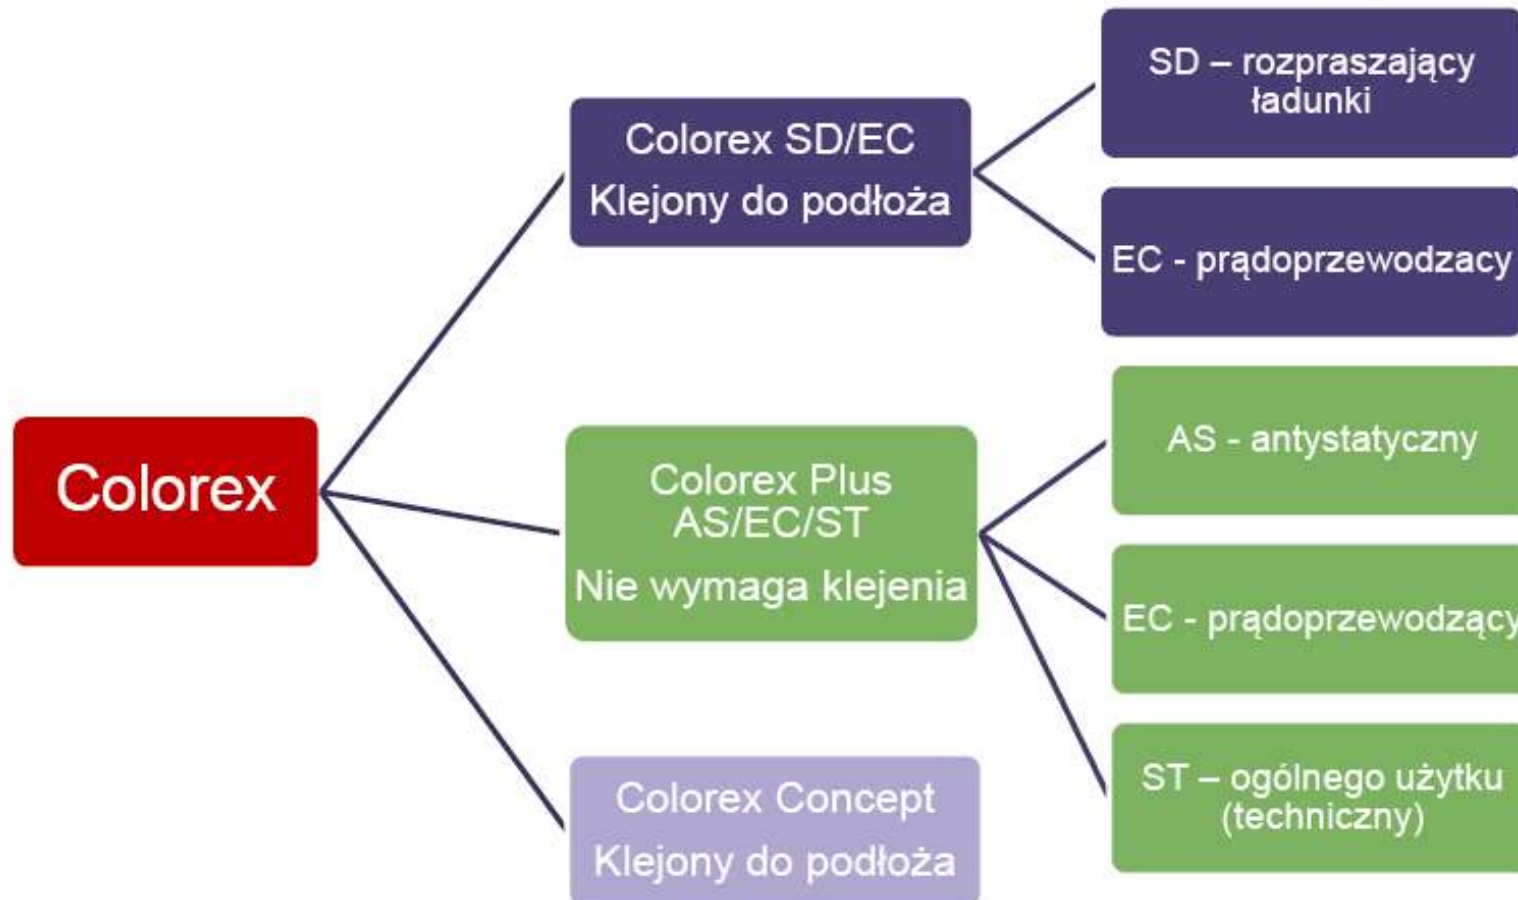 Colorex
Colorex SD/EC
Klejony do podłoża
SD – rozpraszający
ładunki
EC - prądoprzewodzacy
Colorex Plus
AS/EC/ST
Nie wymaga klejenia
AS - antystatyczny
EC - prądoprzewodzący
ST – ogólnego użytku
(techniczny)
Colorex Concept
Klejony do podłoża